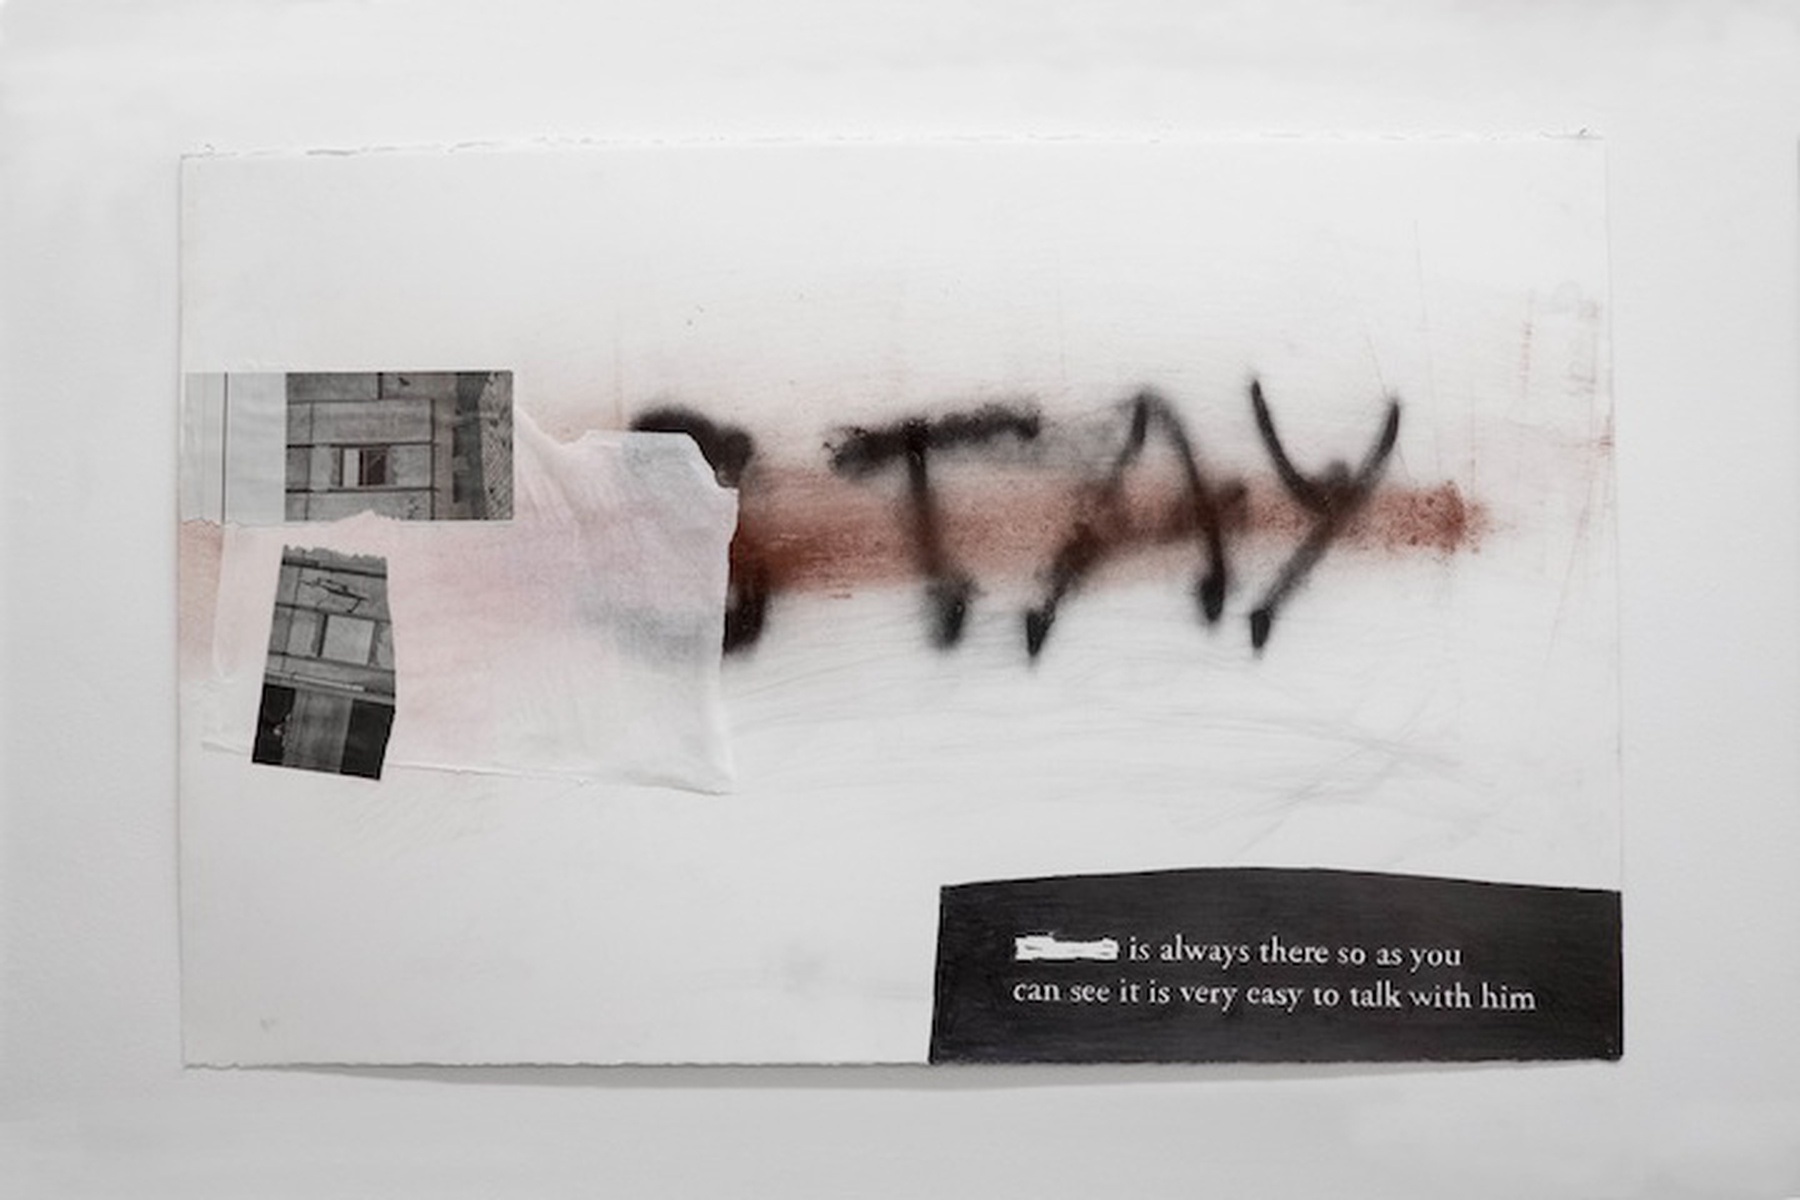 STAY
is always there so as you
can see it is very easy to talk with him